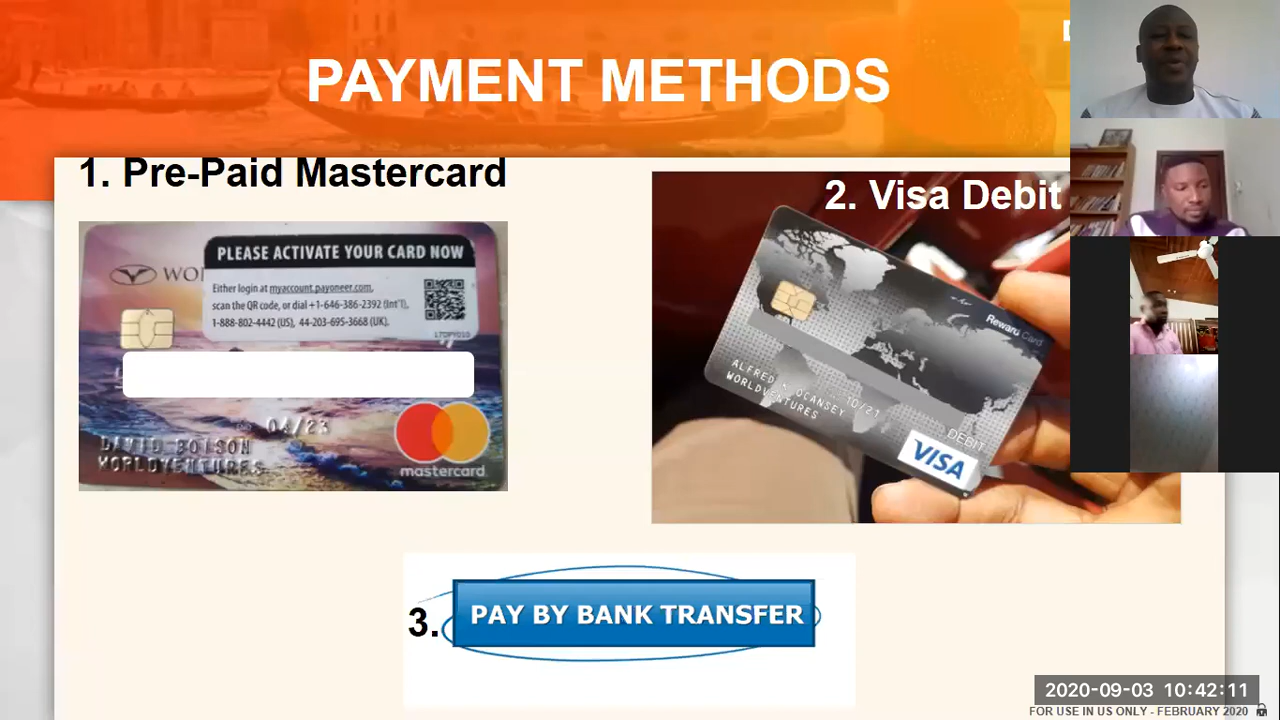 PAYMENT METHODS
1. Pre-Paid Mastercard
2. Visa Debit
PLEASE ACTIVATE YOUR CARD NOW
Either login at myaccount.payoneer.com,
scan the QR code, or dial +1-646-386-2392 (Int'l),
1-888-802-4442 (US), 44-203-695-3668 (UK).
04/23
WORLDVENTURES
mastercard
Reward Card
10/21
ALFRED OCANSEY
WORLDVENTURES
DEBIT
VISA
3. PAY BY BANK TRANSFER
2020-09-03 10:42:11
FOR USE IN US ONLY - FEBRUARY 2020